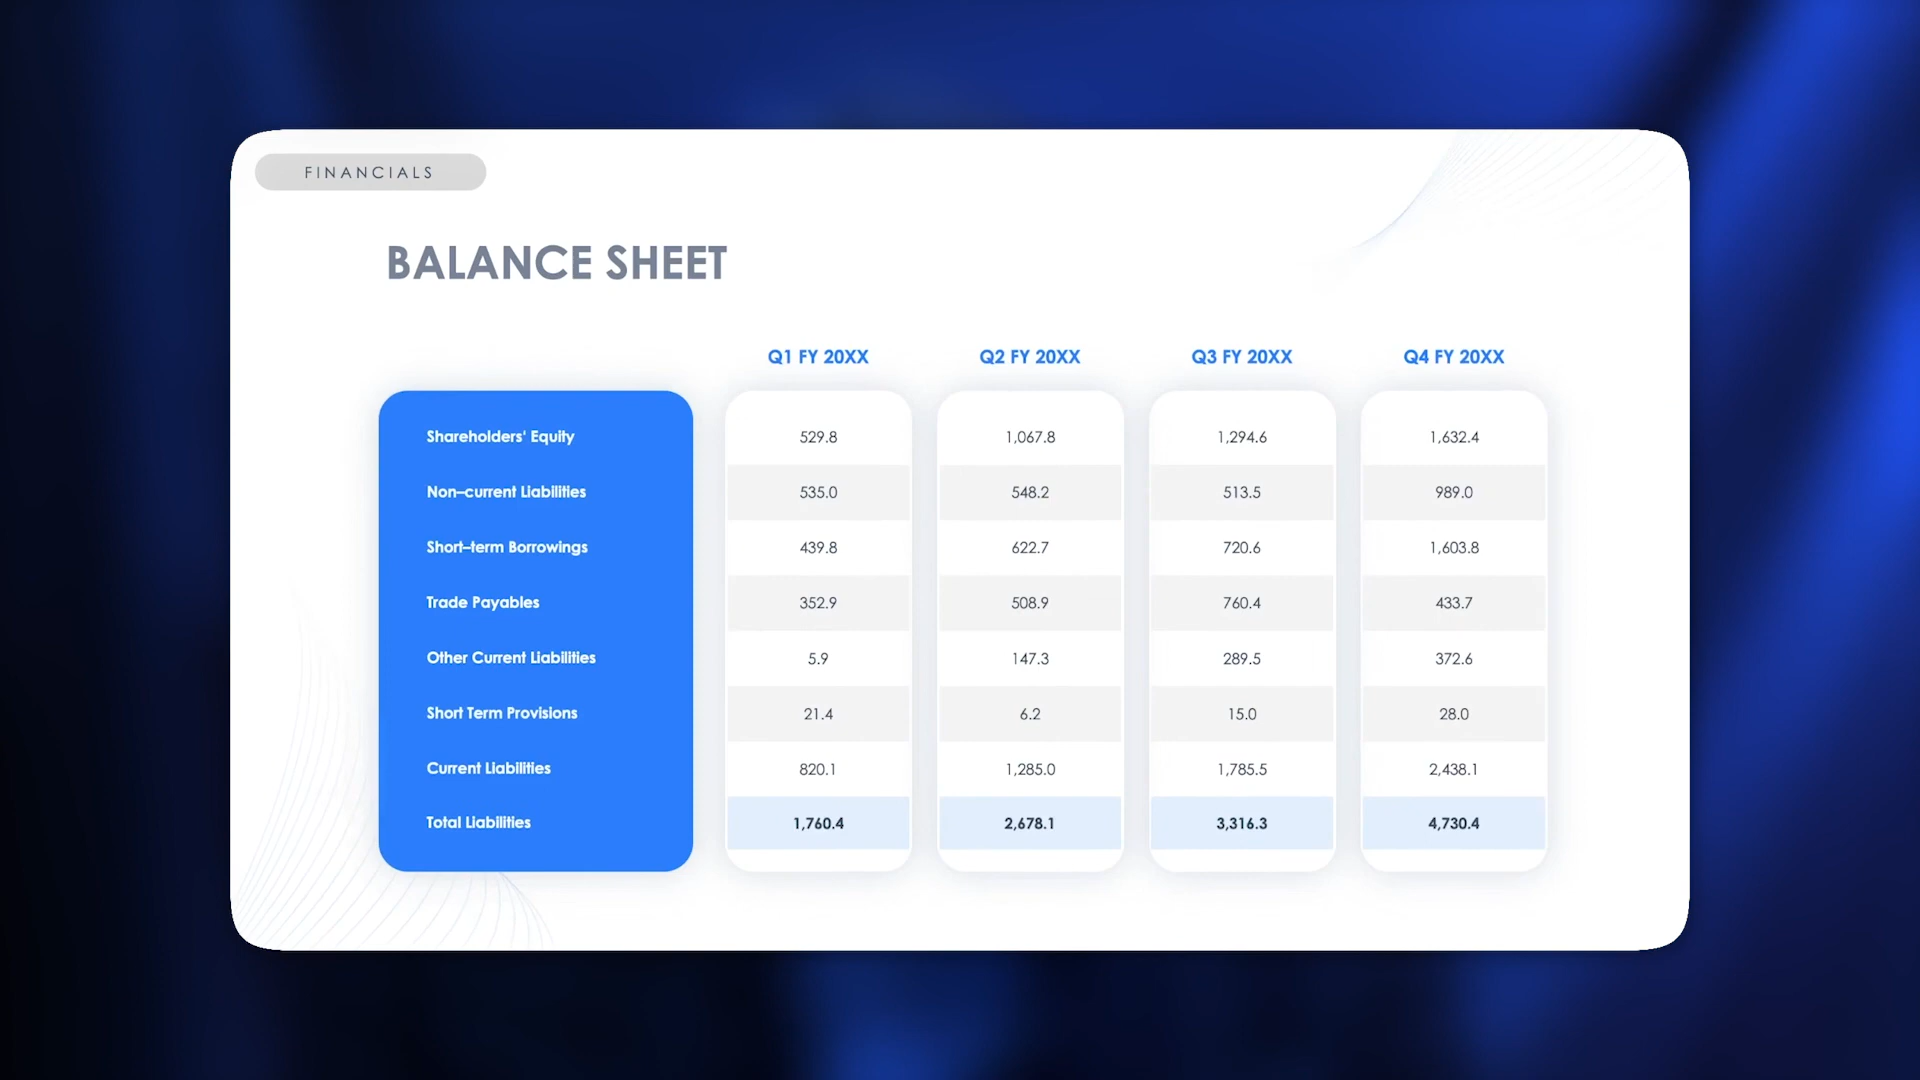 FINANCIALS
BALANCE SHEET
Q1 FY 20XX Q2 FY 20XX Q3 FY 20XX Q4 FY 20XX
Shareholders' Equity 529.8 1,067.8 1,294.6 1,632.4
Non–current Liabilities 535.0 548.2 513.5 989.0
Short–term Borrowings 439.8 622.7 720.6 1,603.8
Trade Payables 352.9 508.9 760.4 433.7
Other Current Liabilities 5.9 147.3 289.5 372.6
Short Term Provisions 21.4 6.2 15.0 28.0
Current Liabilities 820.1 1,285.0 1,785.5 2,438.1
Total Liabilities 1,760.4 2,678.1 3,316.3 4,730.4